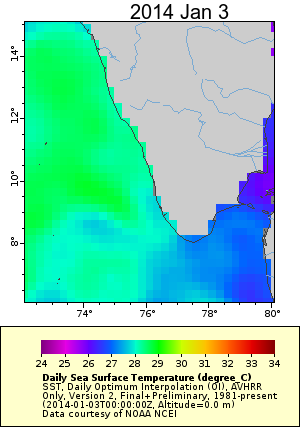 2014 Jan 3
14°
12°
10°
8°
74° 76° 78° 80°
24 25 26 27 28 29 30 31 32 33 34
Daily Sea Surface Temperature (degree_C)
SST, Daily Optimum Interpolation (OI), AVHRR
Only, Version 2, Final+Preliminary, 1981-present
(2014-01-03T00:00:00Z, Altitude=0.0 m)
Data courtesy of NOAA NCEI